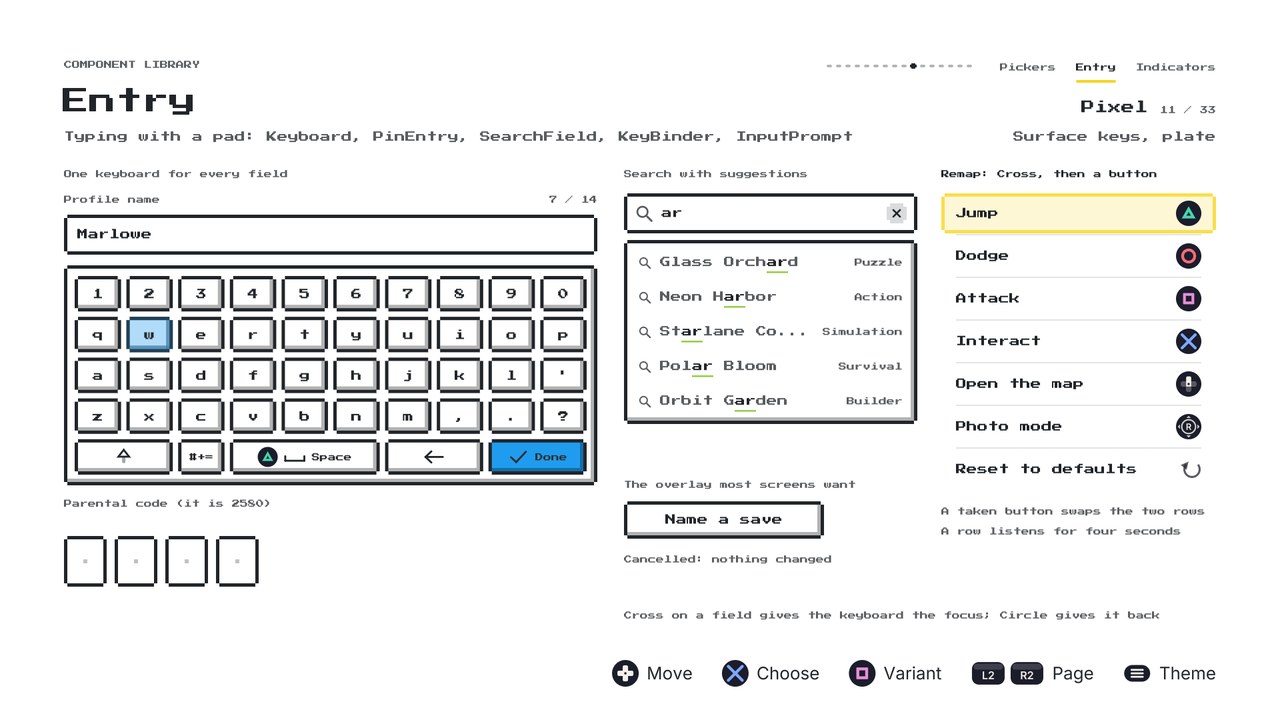 COMPONENT LIBRARY
Pickers Entry Indicators
Entry
Pixel 11 / 33
Typing with a pad: Keyboard, PinEntry, SearchField, KeyBinder, InputPrompt
Surface keys, plate
One keyboard for every field
Profile name 7 / 14
Marlowe
1 2 3 4 5 6 7 8 9 0
q w e r t y u i o p
a s d f g h j k l '
z x c v b n m , . ?
#+= Space Done
Parental code (it is 2580)
Search with suggestions
ar
Glass Orchard Puzzle
Neon Harbor Action
Starlane Co... Simulation
Polar Bloom Survival
Orbit Garden Builder
The overlay most screens want
Name a save
Cancelled: nothing changed
Remap: Cross, then a button
Jump
Dodge
Attack
Interact
Open the map
Photo mode R
Reset to defaults
A taken button swaps the two rows
A row listens for four seconds
Cross on a field gives the keyboard the focus; Circle gives it back
Move Choose Variant L2 R2 Page Theme